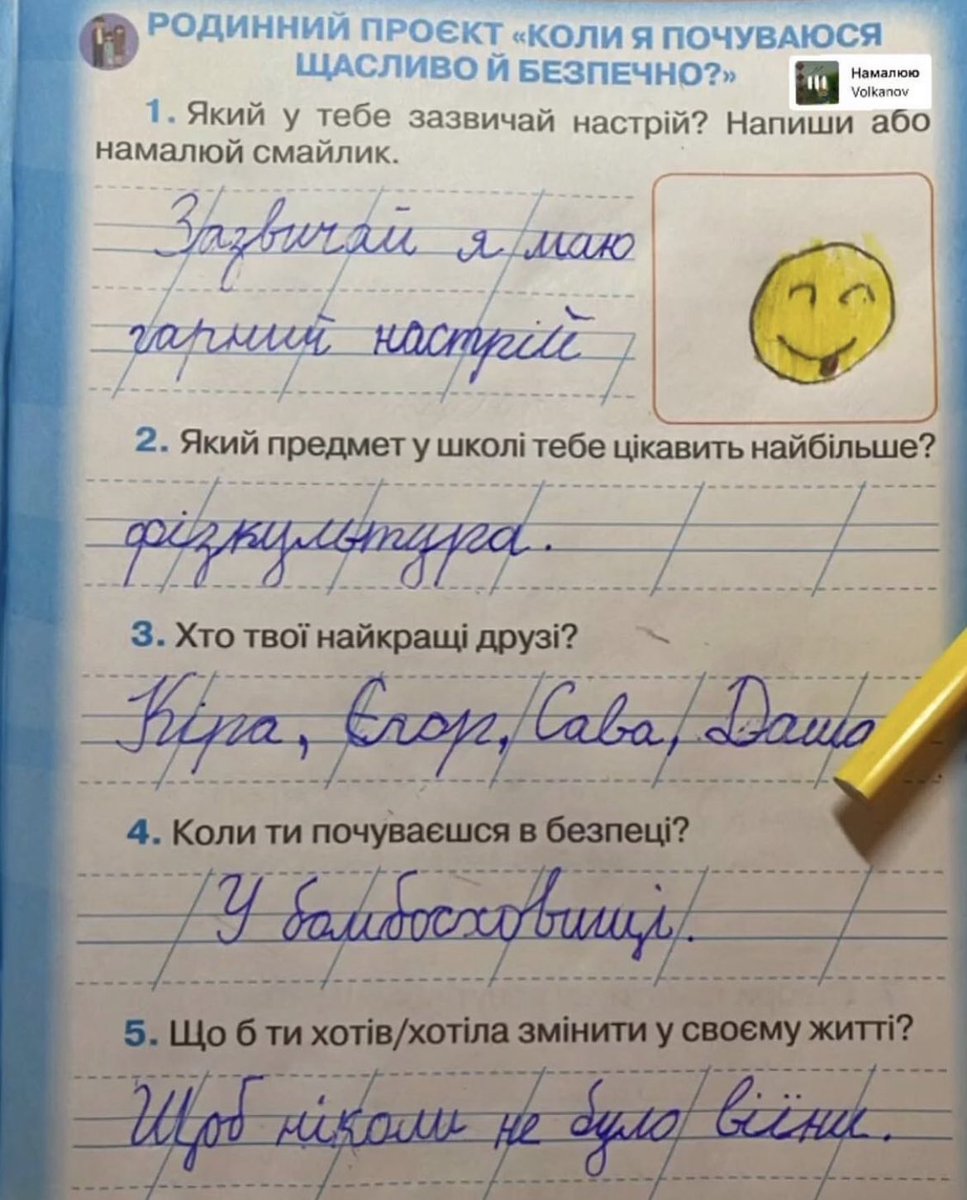 РОДИННИЙ ПРОЄКТ «КОЛИ Я ПОЧУВАЮСЯ
ЩАСЛИВО Й БЕЗПЕЧНО?»
Намалюю
Volkanov
1. Який у тебе зазвичай настрій? Напиши або
намалюй смайлик.
Зазвичай я маю
гарний настрій
2. Який предмет у школі тебе цікавить найбільше?
фізкультура.
3. Хто твої найкращі друзі?
Кіра, Єгор, Сава, Даша
4. Коли ти почуваєшся в безпеці?
У бомбосховищі.
5. Що б ти хотів/хотіла змінити у своєму житті?
Щоб ніколи не було війни.